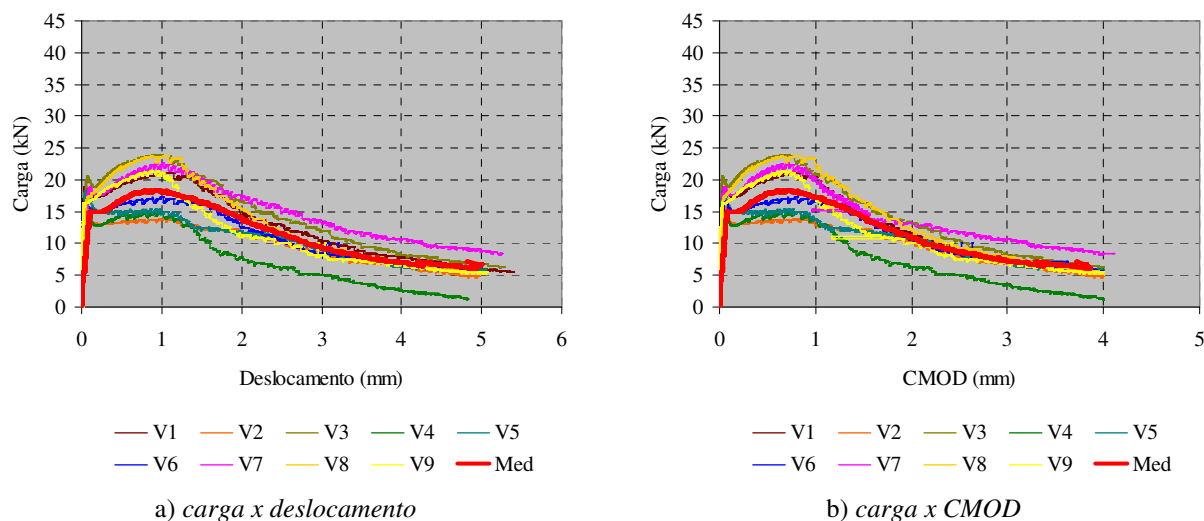 45
40
35
30
25
20
15
10
5
0
Carga (kN)
0 1 2 3 4 5 6
Deslocamento (mm)
V1 V2 V3 V4 V5
V6 V7 V8 V9 Med
a) carga x deslocamento
45
40
35
30
25
20
15
10
5
0
Carga (kN)
0 1 2 3 4 5
CMOD (mm)
V1 V2 V3 V4 V5
V6 V7 V8 V9 Med
b) carga x CMOD